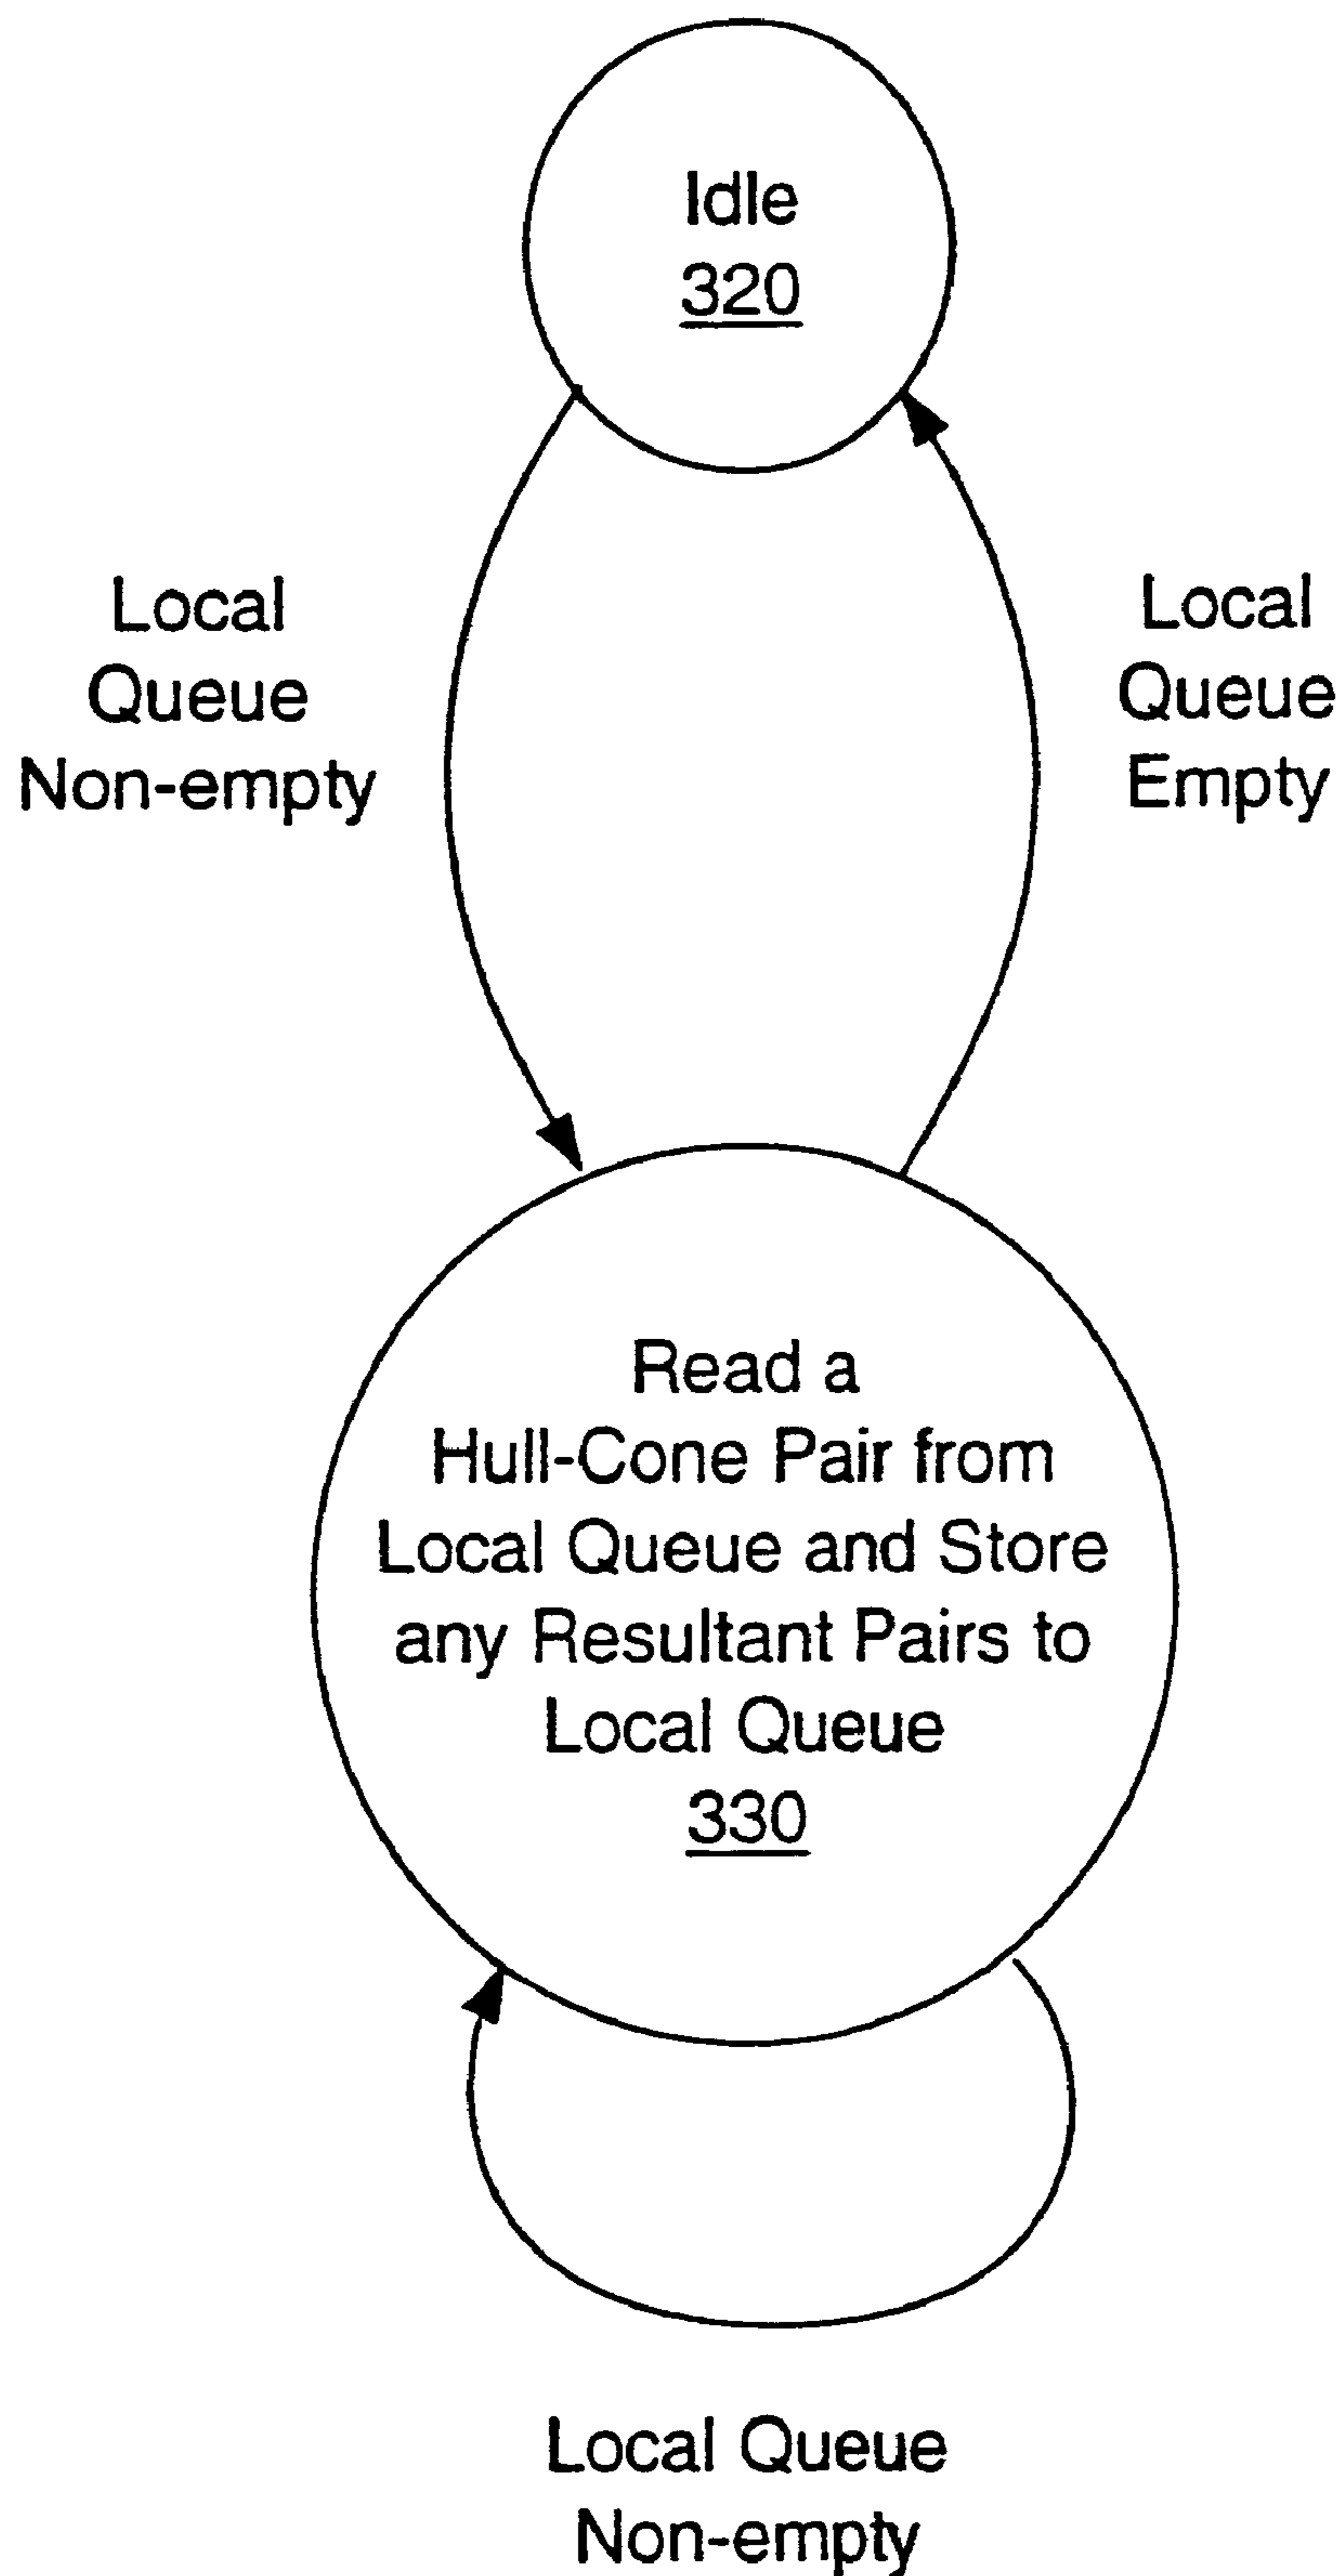 Idle
320
Local
Queue
Non-empty
Local
Queue
Empty
Read a
Hull-Cone Pair from
Local Queue and Store
any Resultant Pairs to
Local Queue
330
Local Queue
Non-empty